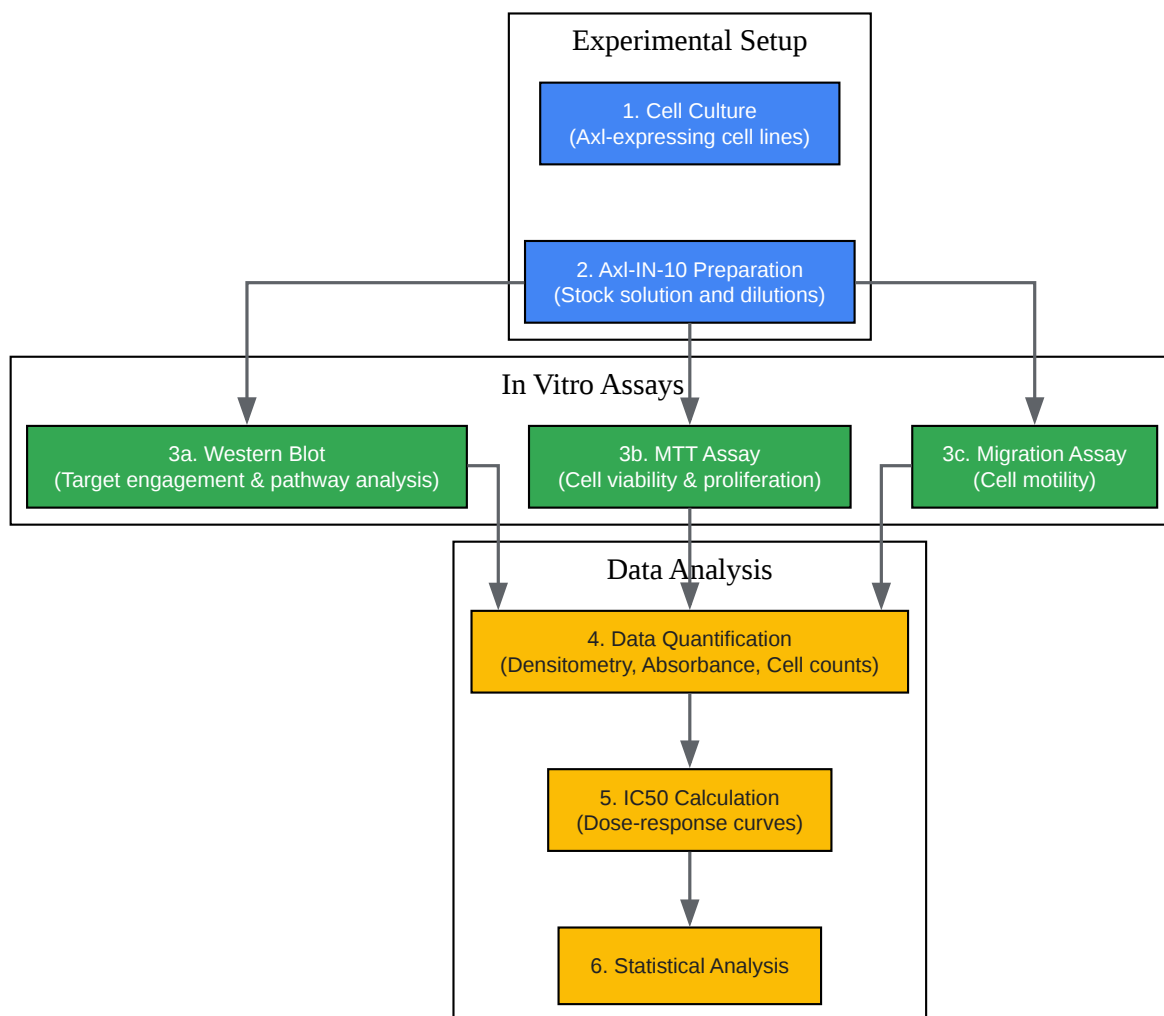 Experimental Setup
1. Cell Culture
(Axl-expressing cell lines)
2. Axl-IN-10 Preparation
(Stock solution and dilutions)
In Vitro Assays
3a. Western Blot
(Target engagement & pathway analysis)
3b. MTT Assay
(Cell viability & proliferation)
3c. Migration Assay
(Cell motility)
Data Analysis
4. Data Quantification
(Densitometry, Absorbance, Cell counts)
5. IC50 Calculation
(Dose-response curves)
6. Statistical Analysis